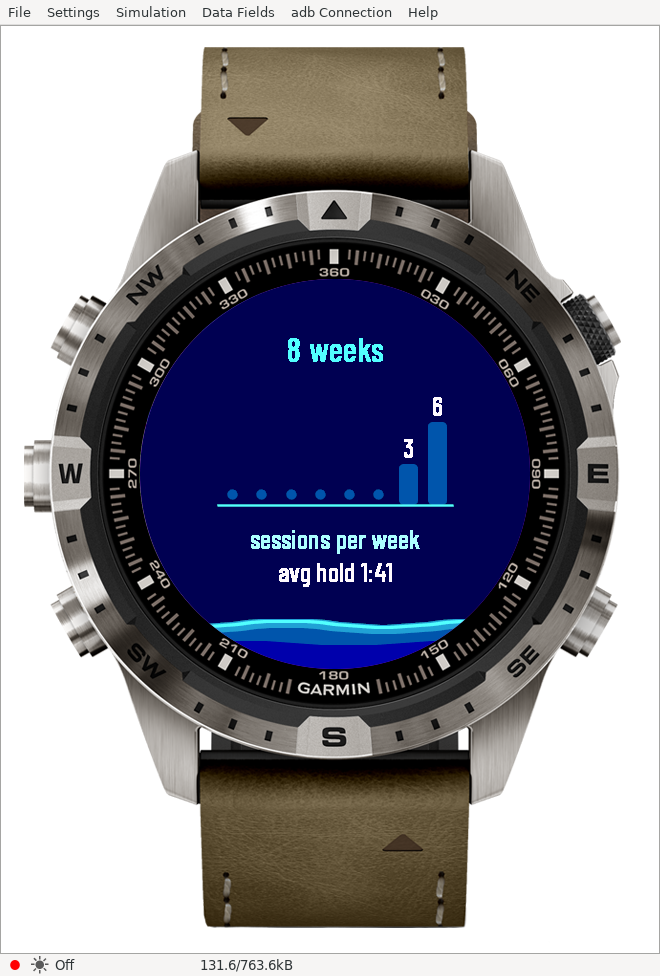 File Settings Simulation Data Fields adb Connection Help
360
330 030
NW NE
300 060
8 weeks
6
3
270 090
W E
sessions per week
avg hold 1:41
240 120
210 150
SW SE
180
GARMIN
S
Off 131.6/763.6kB